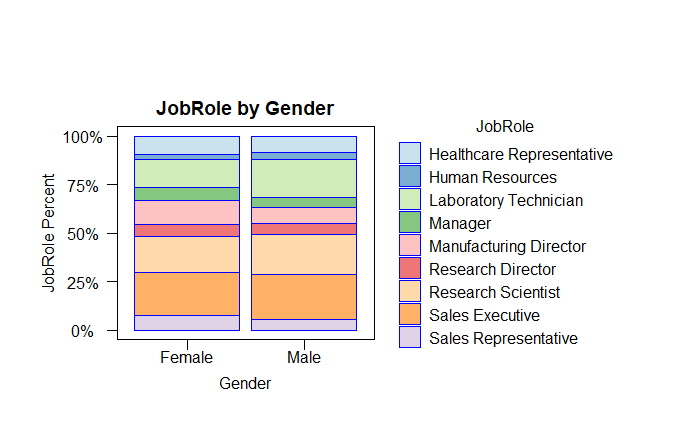 JobRole by Gender
JobRole Percent
100%
75%
50%
25%
0%
Female Male
Gender
JobRole
Healthcare Representative
Human Resources
Laboratory Technician
Manager
Manufacturing Director
Research Director
Research Scientist
Sales Executive
Sales Representative